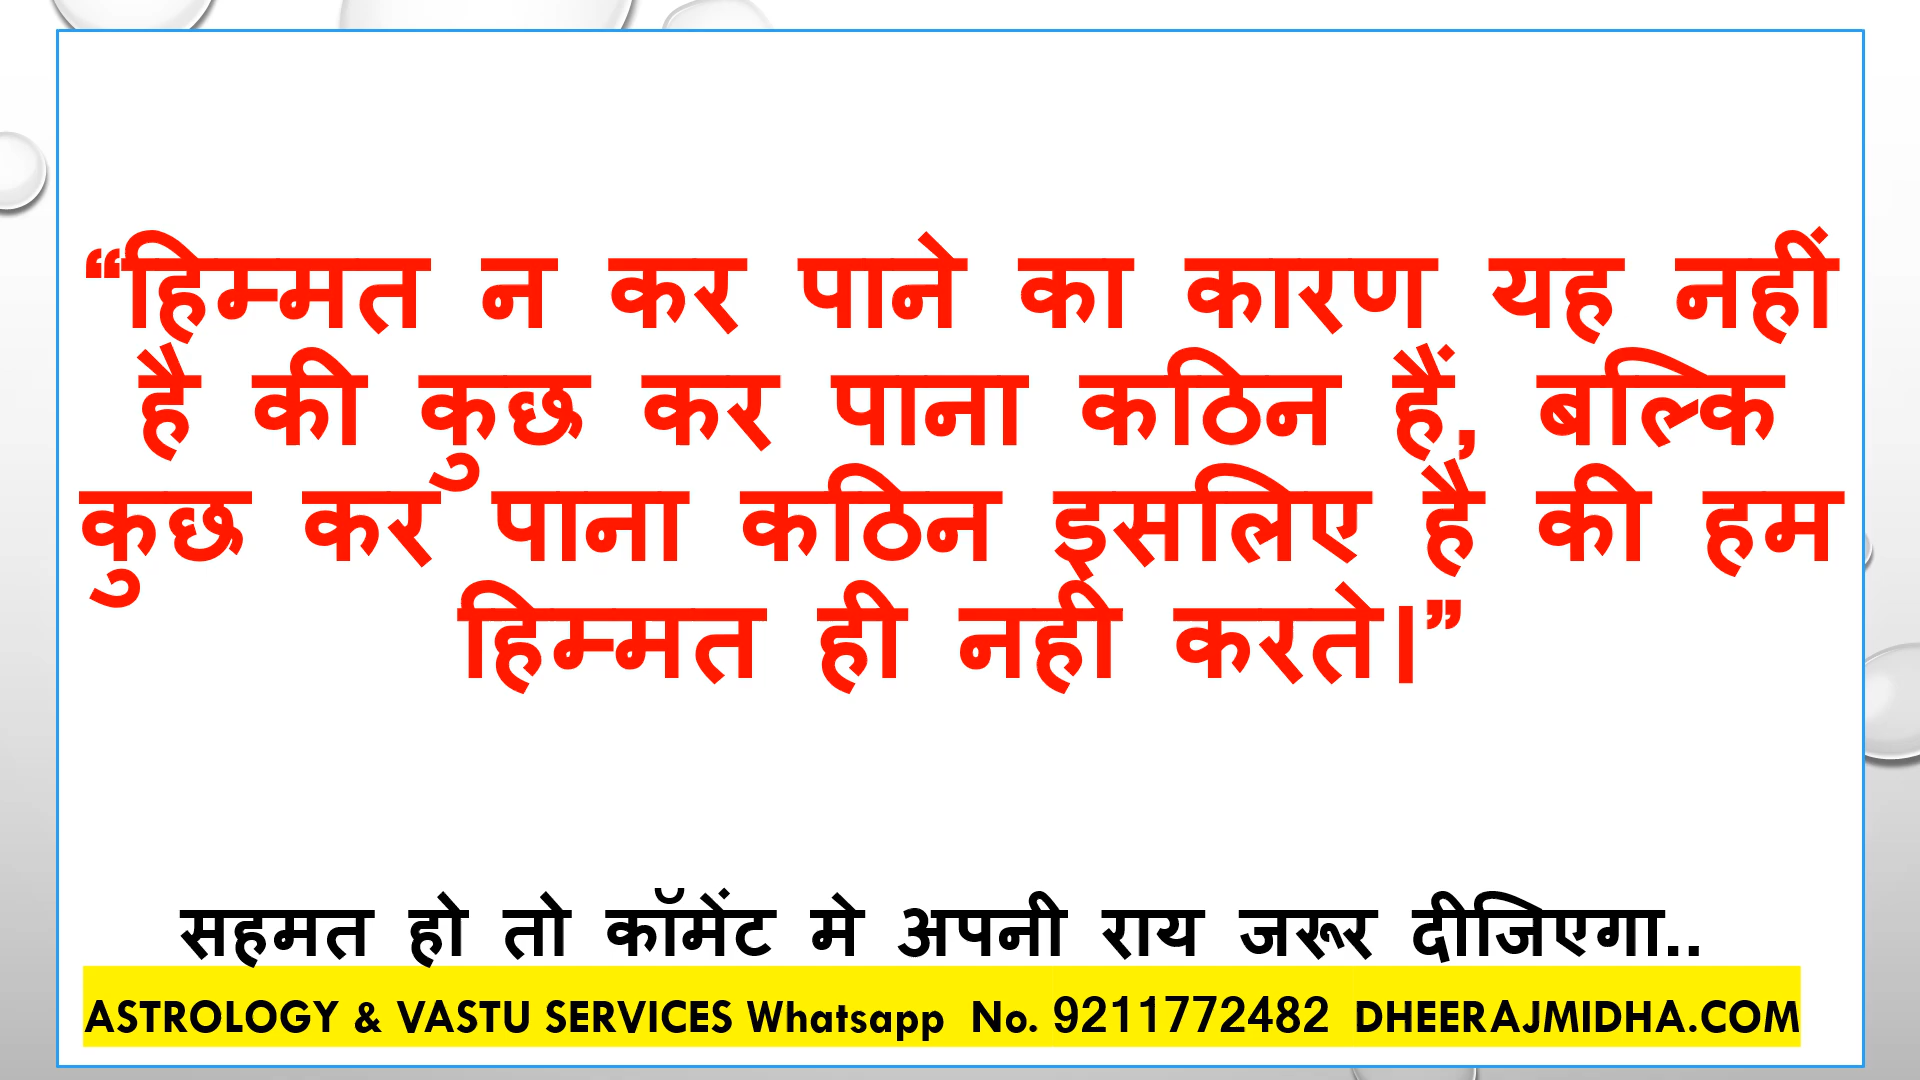 “हिम्मत न कर पाने का कारण यह नहीं
है की कुछ कर पाना कठिन हैं, बल्कि
कुछ कर पाना कठिन इसलिए है की हम
हिम्मत ही नही करते।”
सहमत हो तो कॉमेंट मे अपनी राय जरूर दीजिएगा..
ASTROLOGY & VASTU SERVICES Whatsapp No. 9211772482 DHEERAJMIDHA.COM